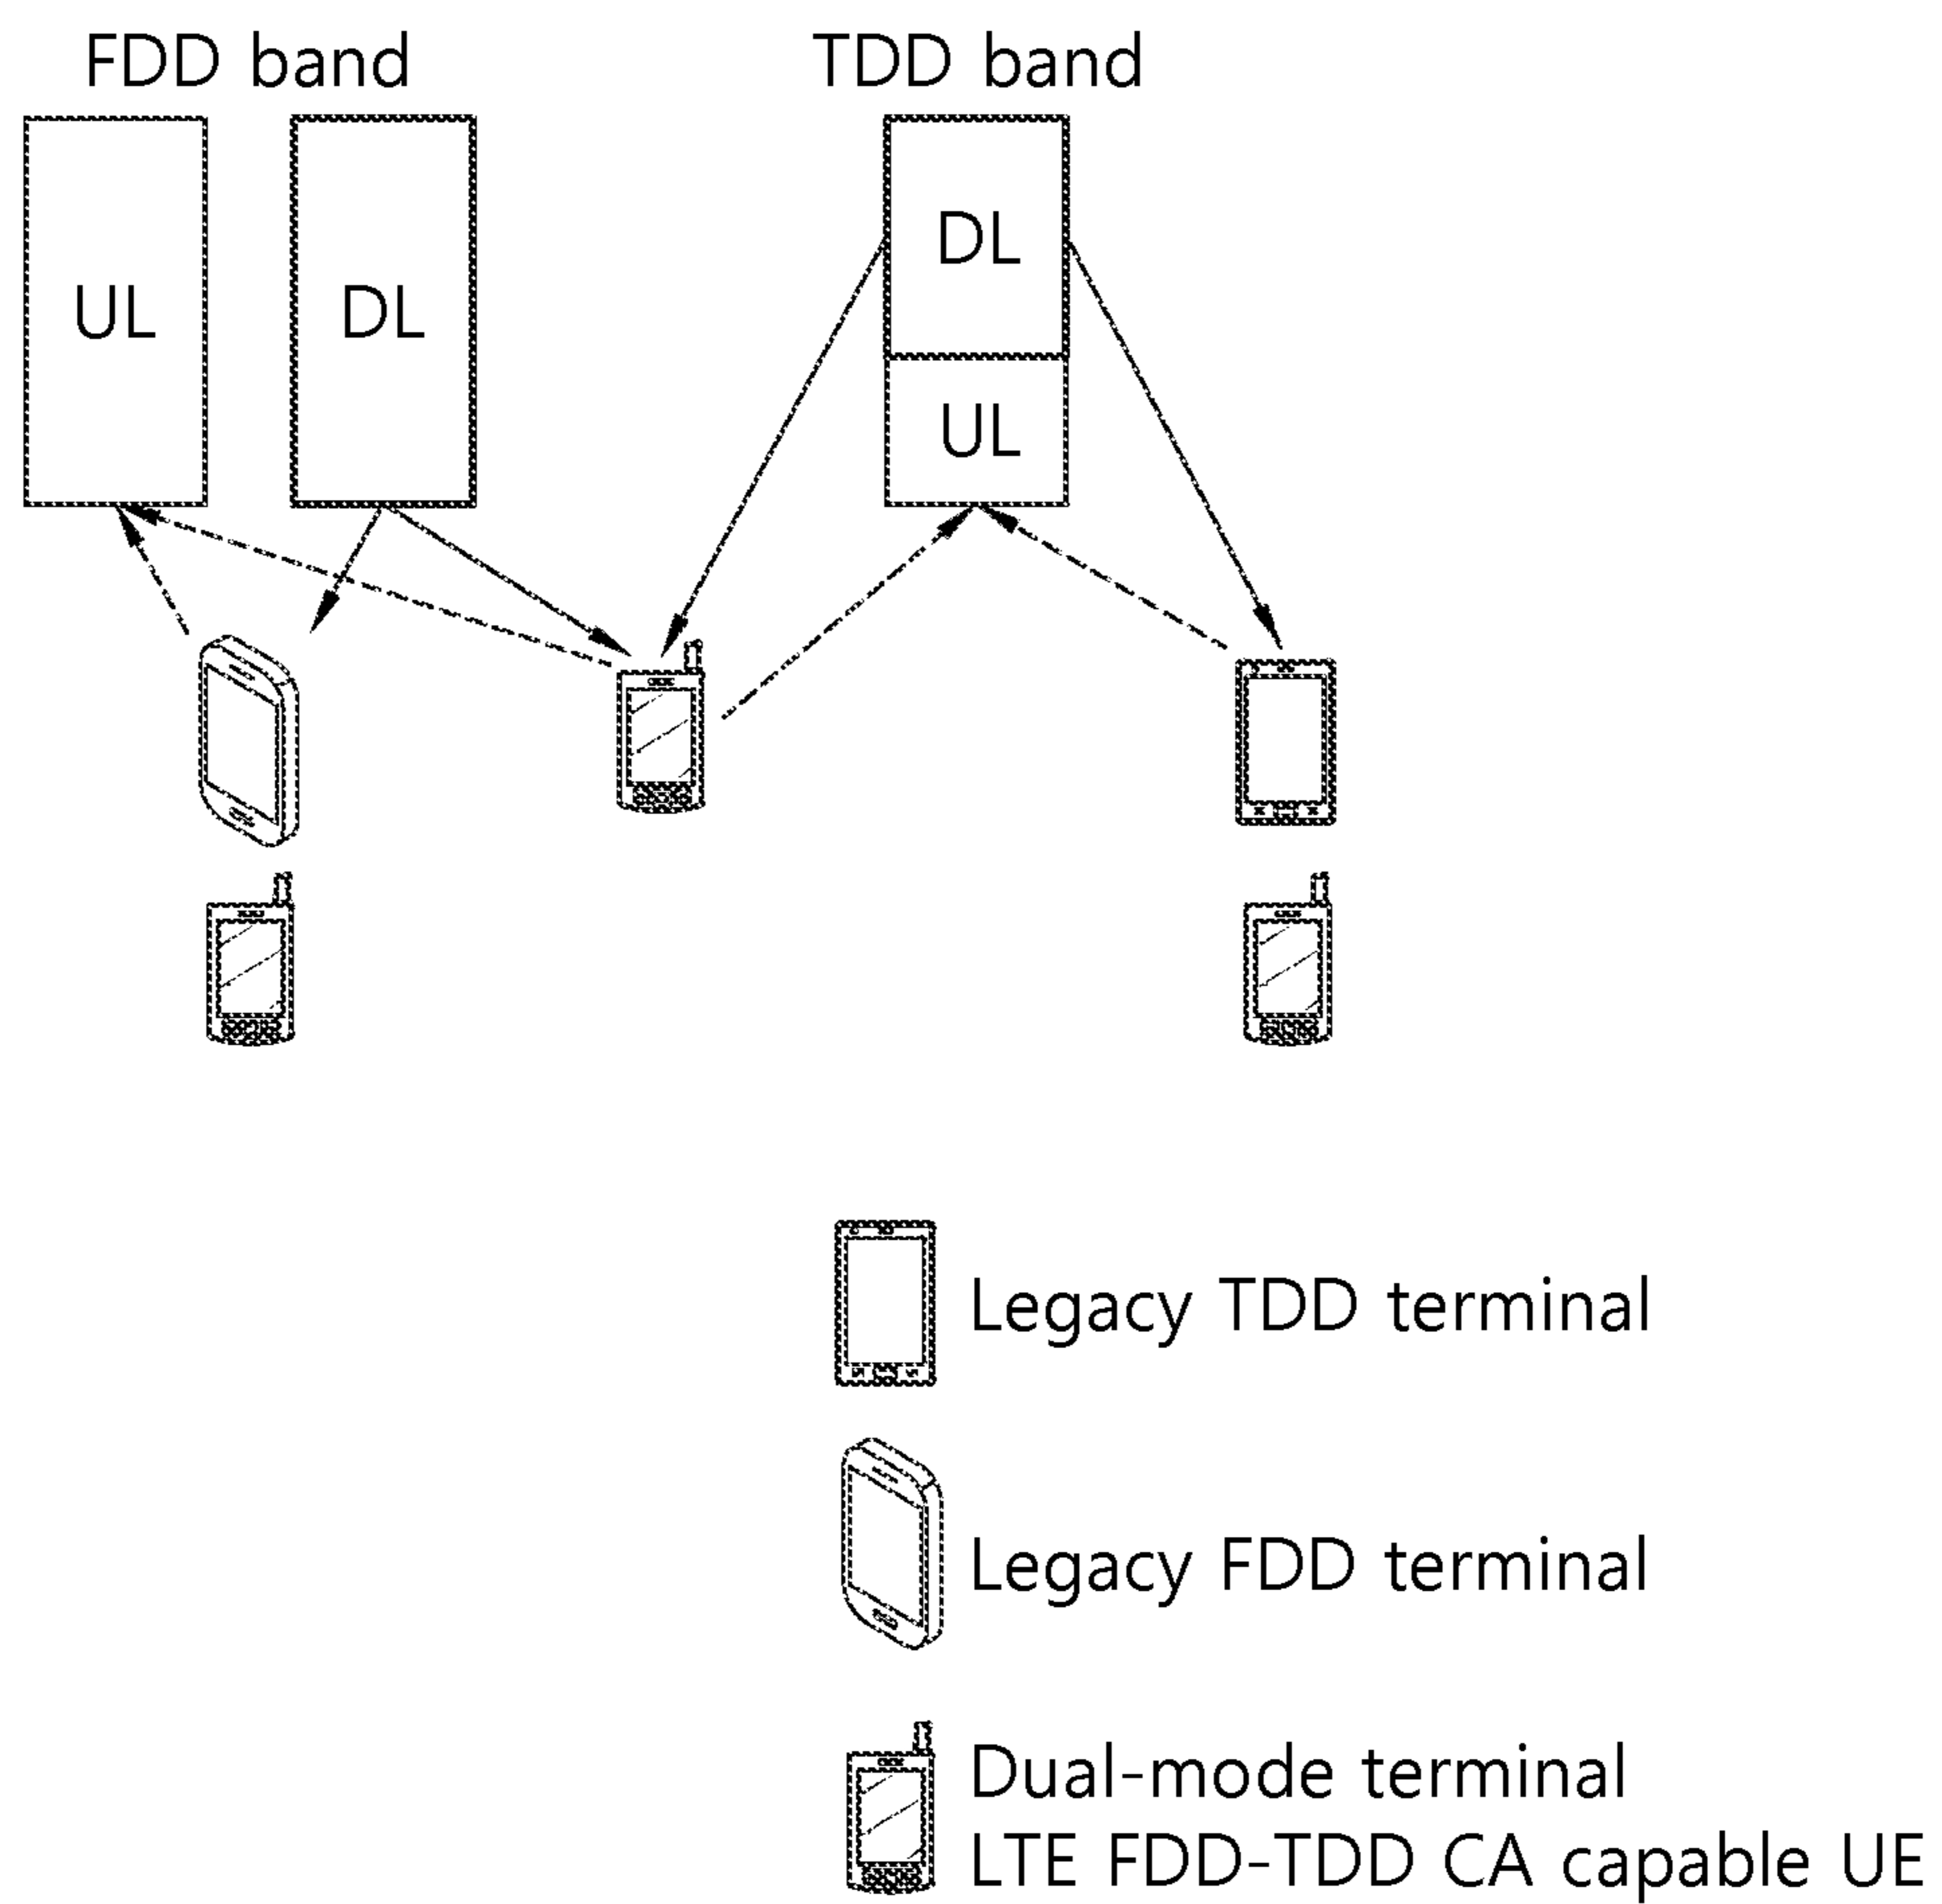 FDD band
TDD band
UL
DL
DL
UL
Legacy TDD terminal
Legacy FDD terminal
Dual-mode terminal
LTE FDD-TDD CA capable UE